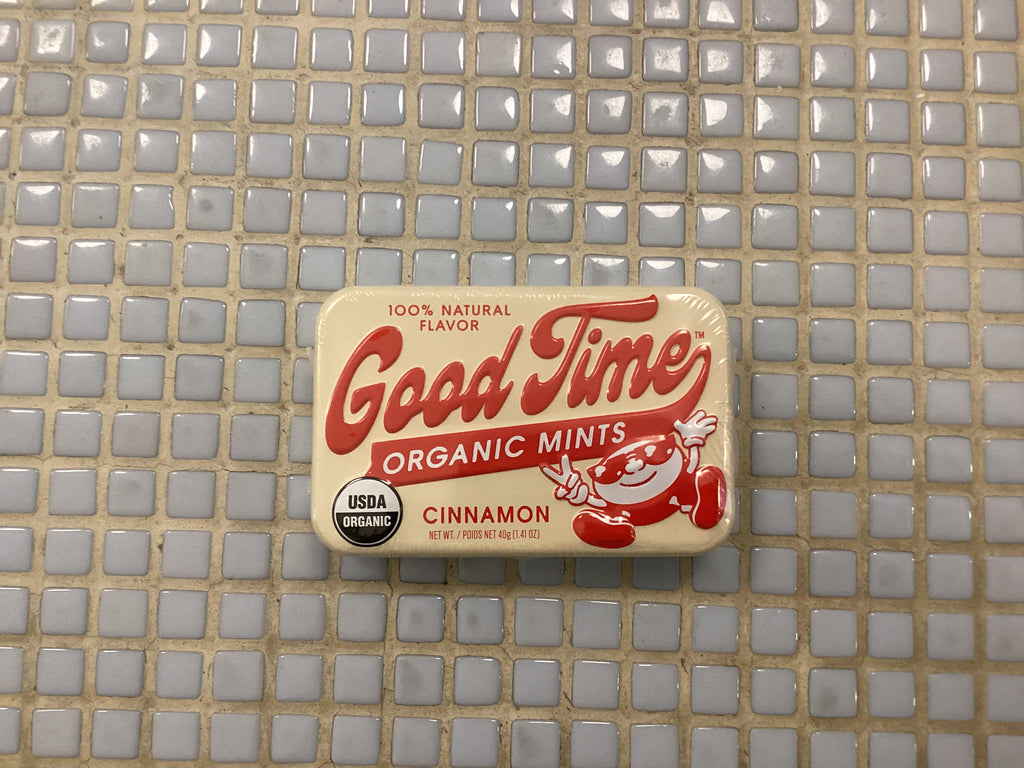 100% NATURAL
FLAVOR
Good Time™
ORGANIC MINTS
USDA
ORGANIC
CINNAMON
NET WT. / POIDS NET 40g (1.41 OZ)